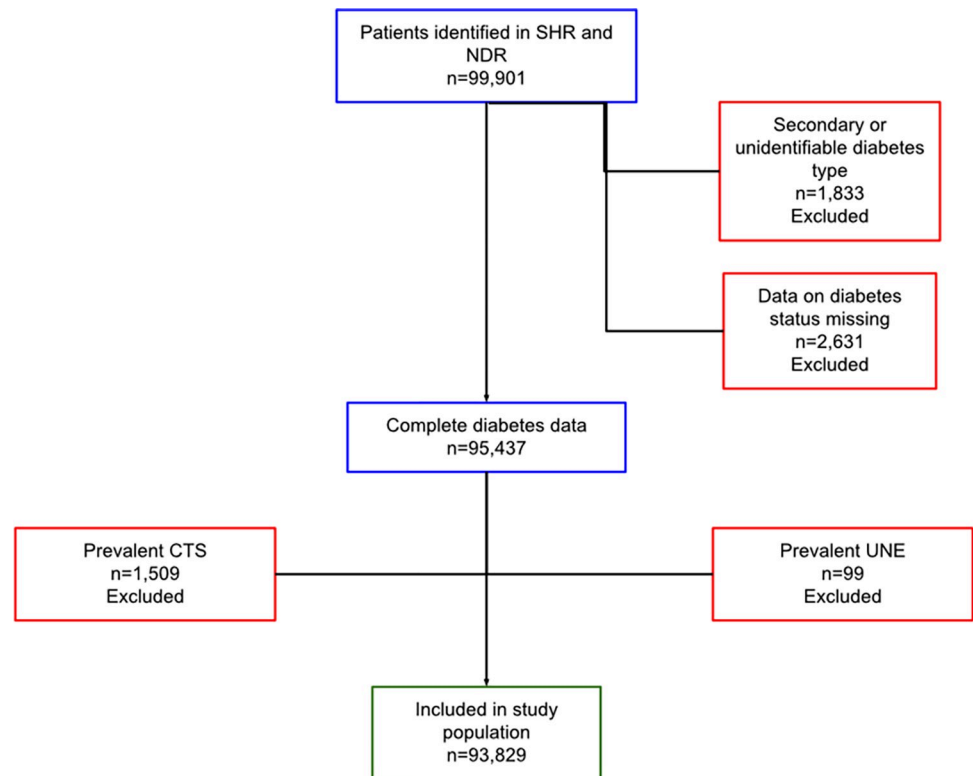 Patients identified in SHR and
NDR
n=99,901
Secondary or
unidentifiable diabetes
type
n=1,833
Excluded
Data on diabetes
status missing
n=2,631
Excluded
Complete diabetes data
n=95,437
Prevalent CTS
n=1,509
Excluded
Prevalent UNE
n=99
Excluded
Included in study
population
n=93,829